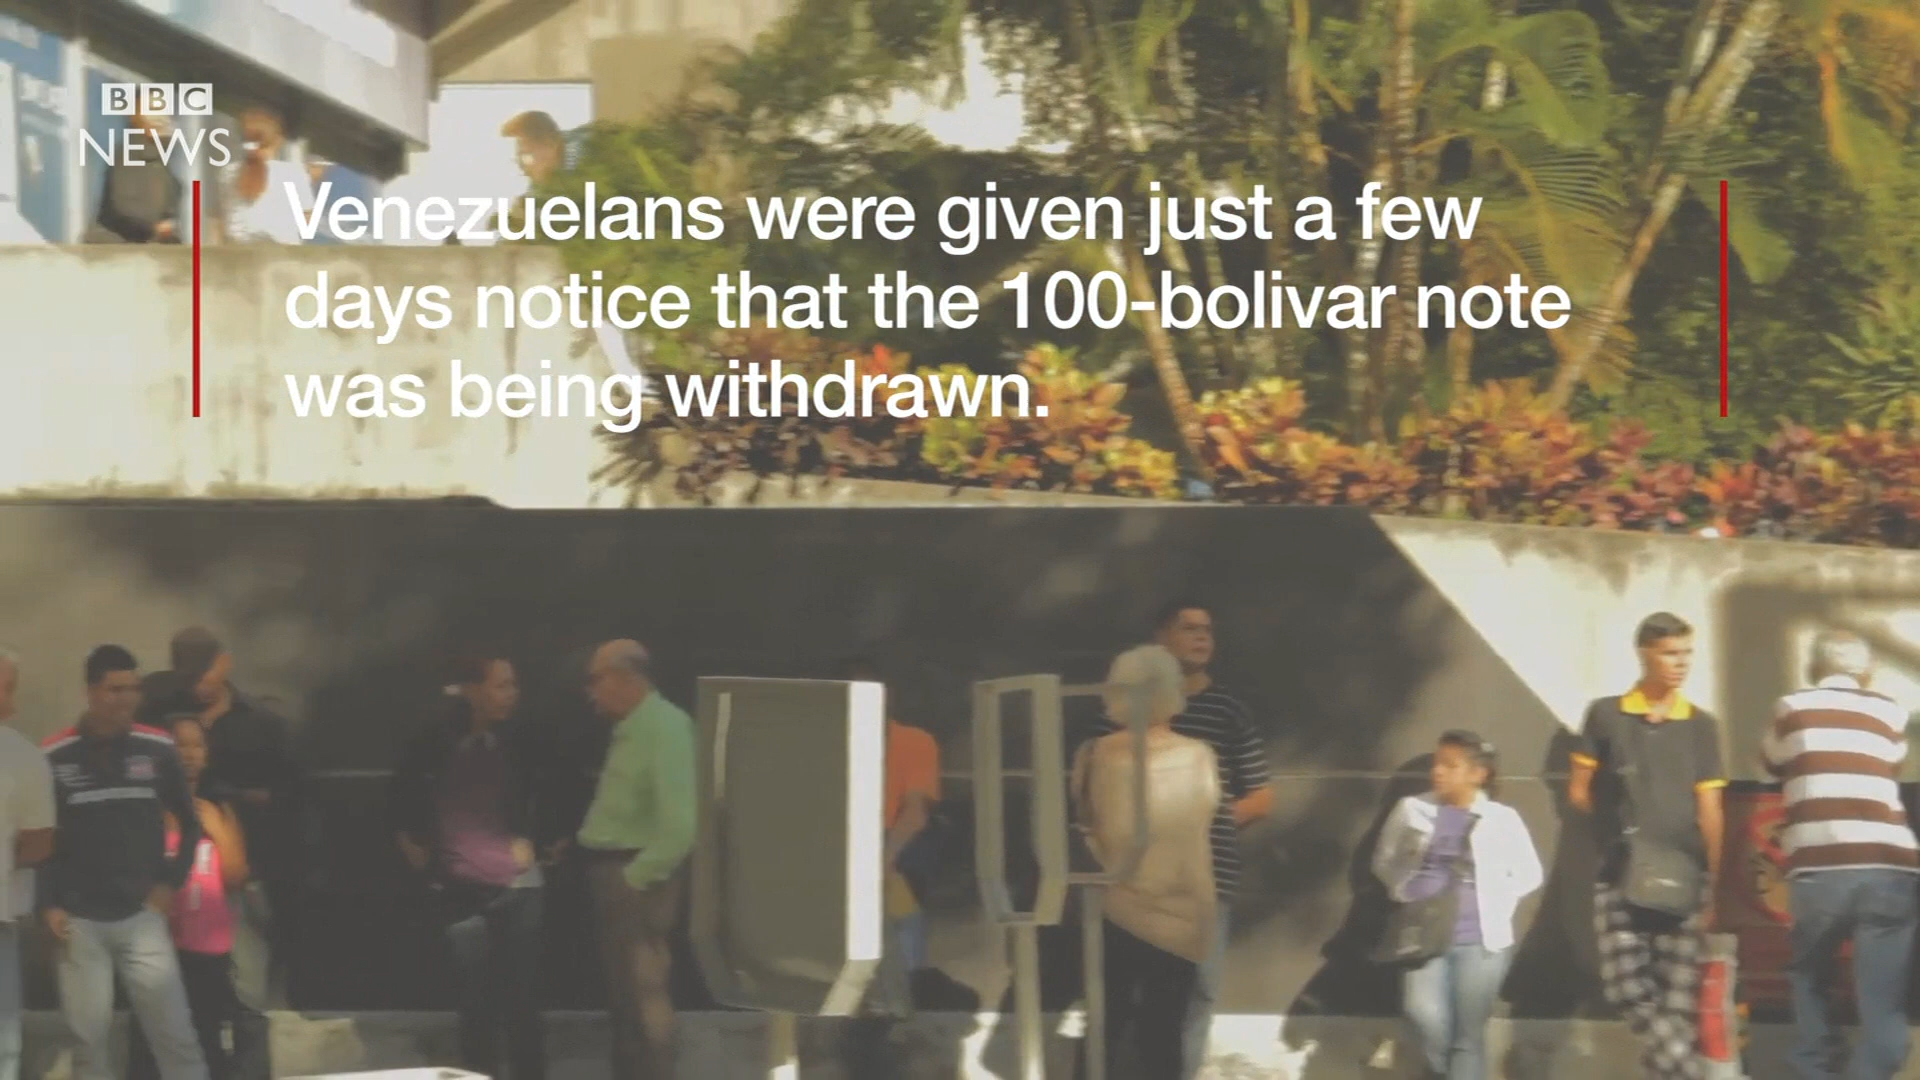 BBC
NEWS
Venezuelans were given just a few
days notice that the 100-bolivar note
was being withdrawn.